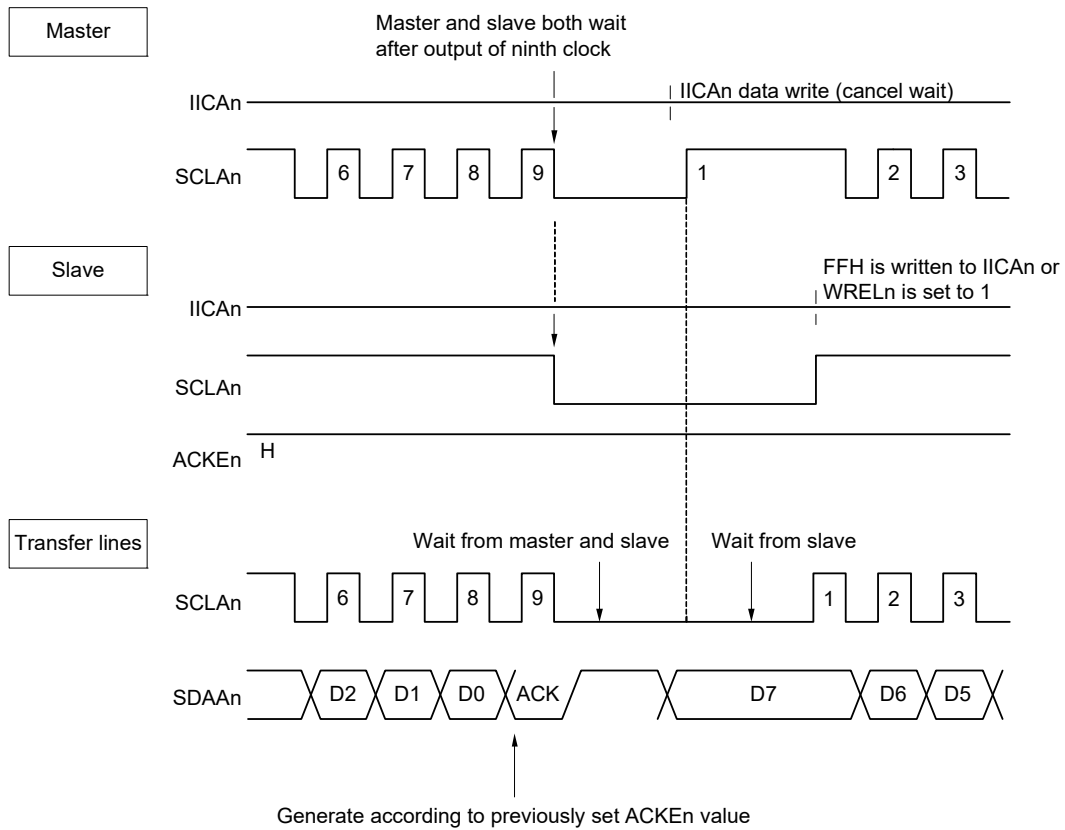 Master
Master and slave both wait
after output of ninth clock
IICAn
IICAn data write (cancel wait)
SCLAn
6 7 8 9 1 2 3
Slave
FFH is written to IICAn or
WRELn is set to 1
IICAn
SCLAn
ACKEn H
Transfer lines
Wait from master and slave Wait from slave
SCLAn
6 7 8 9 1 2 3
SDAAn
D2 D1 D0 ACK D7 D6 D5
Generate according to previously set ACKEn value